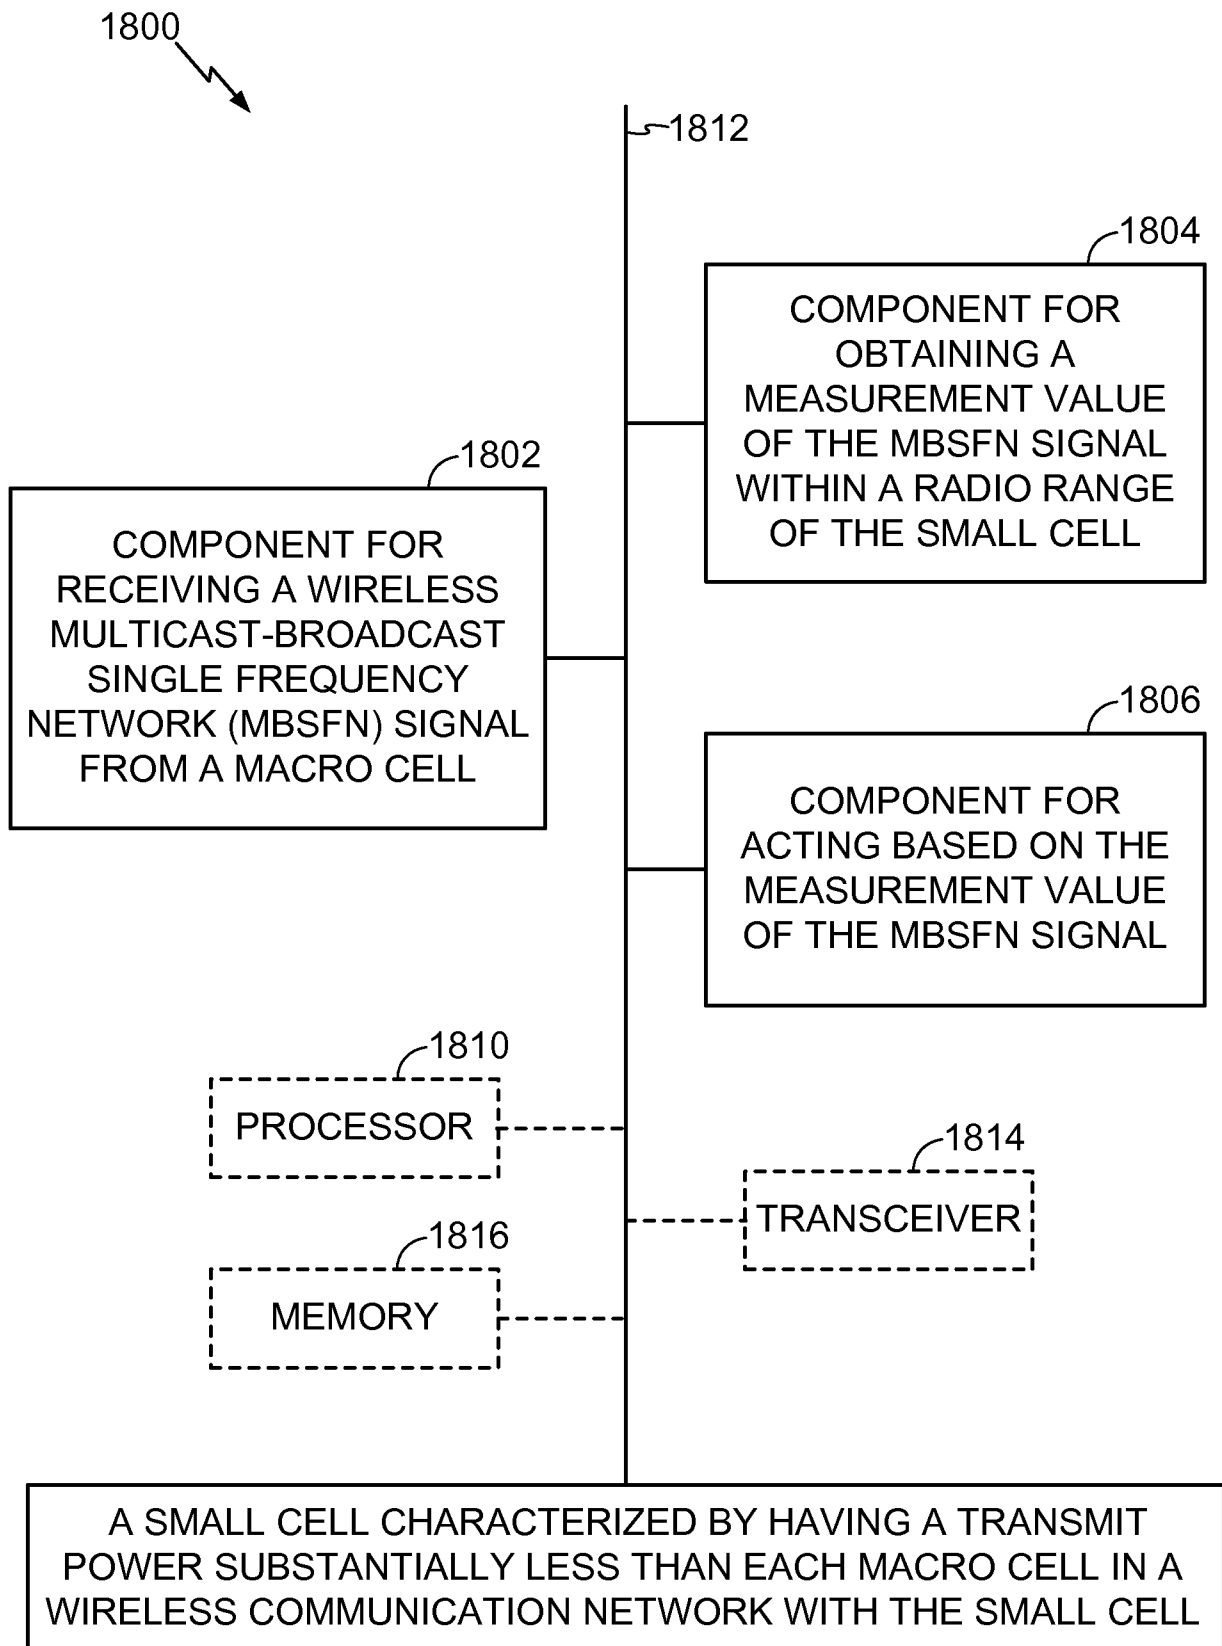 1800
1812
1804
COMPONENT FOR
OBTAINING A
MEASUREMENT VALUE
OF THE MBSFN SIGNAL
WITHIN A RADIO RANGE
OF THE SMALL CELL
1802
COMPONENT FOR
RECEIVING A WIRELESS
MULTICAST-BROADCAST
SINGLE FREQUENCY
NETWORK (MBSFN) SIGNAL
FROM A MACRO CELL
1806
COMPONENT FOR
ACTING BASED ON THE
MEASUREMENT VALUE
OF THE MBSFN SIGNAL
1810
PROCESSOR
1814
TRANSCEIVER
1816
MEMORY
A SMALL CELL CHARACTERIZED BY HAVING A TRANSMIT
POWER SUBSTANTIALLY LESS THAN EACH MACRO CELL IN A
WIRELESS COMMUNICATION NETWORK WITH THE SMALL CELL